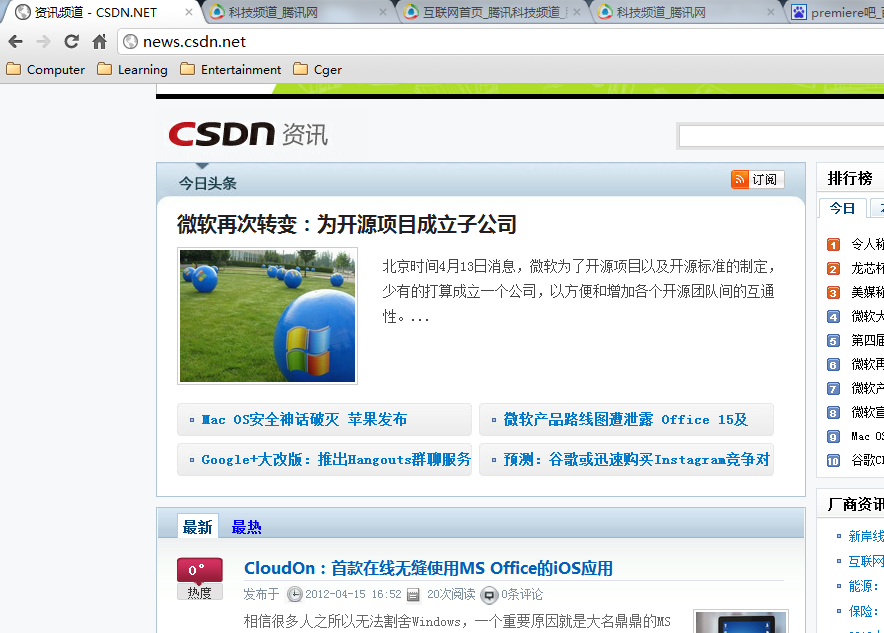 资讯频道 - CSDN.NET
科技频道_腾讯网
互联网首页_腾讯科技频道_
科技频道_腾讯网
premiere吧_
news.csdn.net
Computer Learning Entertainment Cger
CSDN 资讯
今日头条
订阅
微软再次转变：为开源项目成立子公司
北京时间4月13日消息，微软为了开源项目以及开源标准的制定，
少有的打算成立一个公司，以方便和增加各个开源团队间的互通
性。...
Mac OS安全神话破灭 苹果发布
微软产品路线图遭泄露 Office 15及
Google+大改版：推出Hangouts群聊服务
预测：谷歌或迅速购买Instagram竞争对
最新 最热
0°
热度
CloudOn：首款在线无缝使用MS Office的iOS应用
发布于 2012-04-15 16:52 20次阅读 0条评论
相信很多人之所以无法割舍Windows，一个重要原因就是大名鼎鼎的MS
排行榜
今日
1 令人称
2 龙芯杯
3 美媒称
4 微软大
5 第四届
6 微软再
7 微软产
8 微软宣
9 Mac OS
10 谷歌Cl
厂商资讯
新岸线
互联网
能源：
保险：